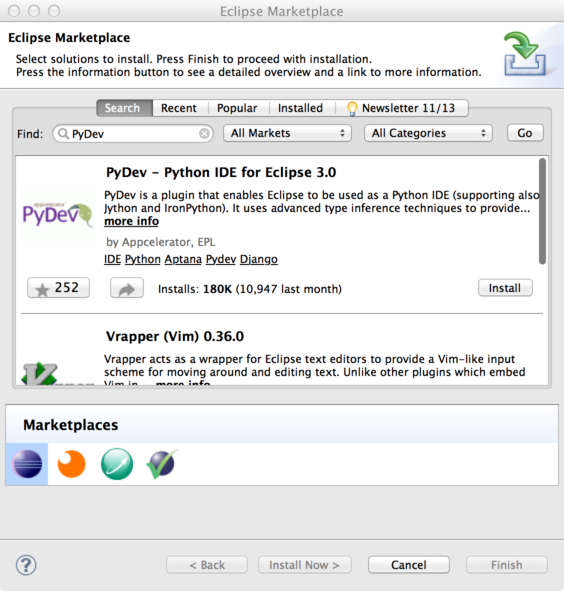 Eclipse Marketplace
Eclipse Marketplace
Select solutions to install. Press Finish to proceed with installation.
Press the information button to see a detailed overview and a link to more information.
Search Recent Popular Installed Newsletter 11/13
Find: PyDev All Markets All Categories Go
PyDev - Python IDE for Eclipse 3.0
PyDev is a plugin that enables Eclipse to be used as a Python IDE (supporting also
Jython and IronPython). It uses advanced type inference techniques to provide...
more info
appcelerator
PyDev
by Appcelerator, EPL
IDE Python Aptana Pydev Django
252 Installs: 180K (10,947 last month) Install
Vrapper (Vim) 0.36.0
Vrapper acts as a wrapper for Eclipse text editors to provide a Vim-like input
scheme for moving around and editing text. Unlike other plugins which embed
Vim in... more info
Marketplaces
? < Back Install Now > Cancel Finish